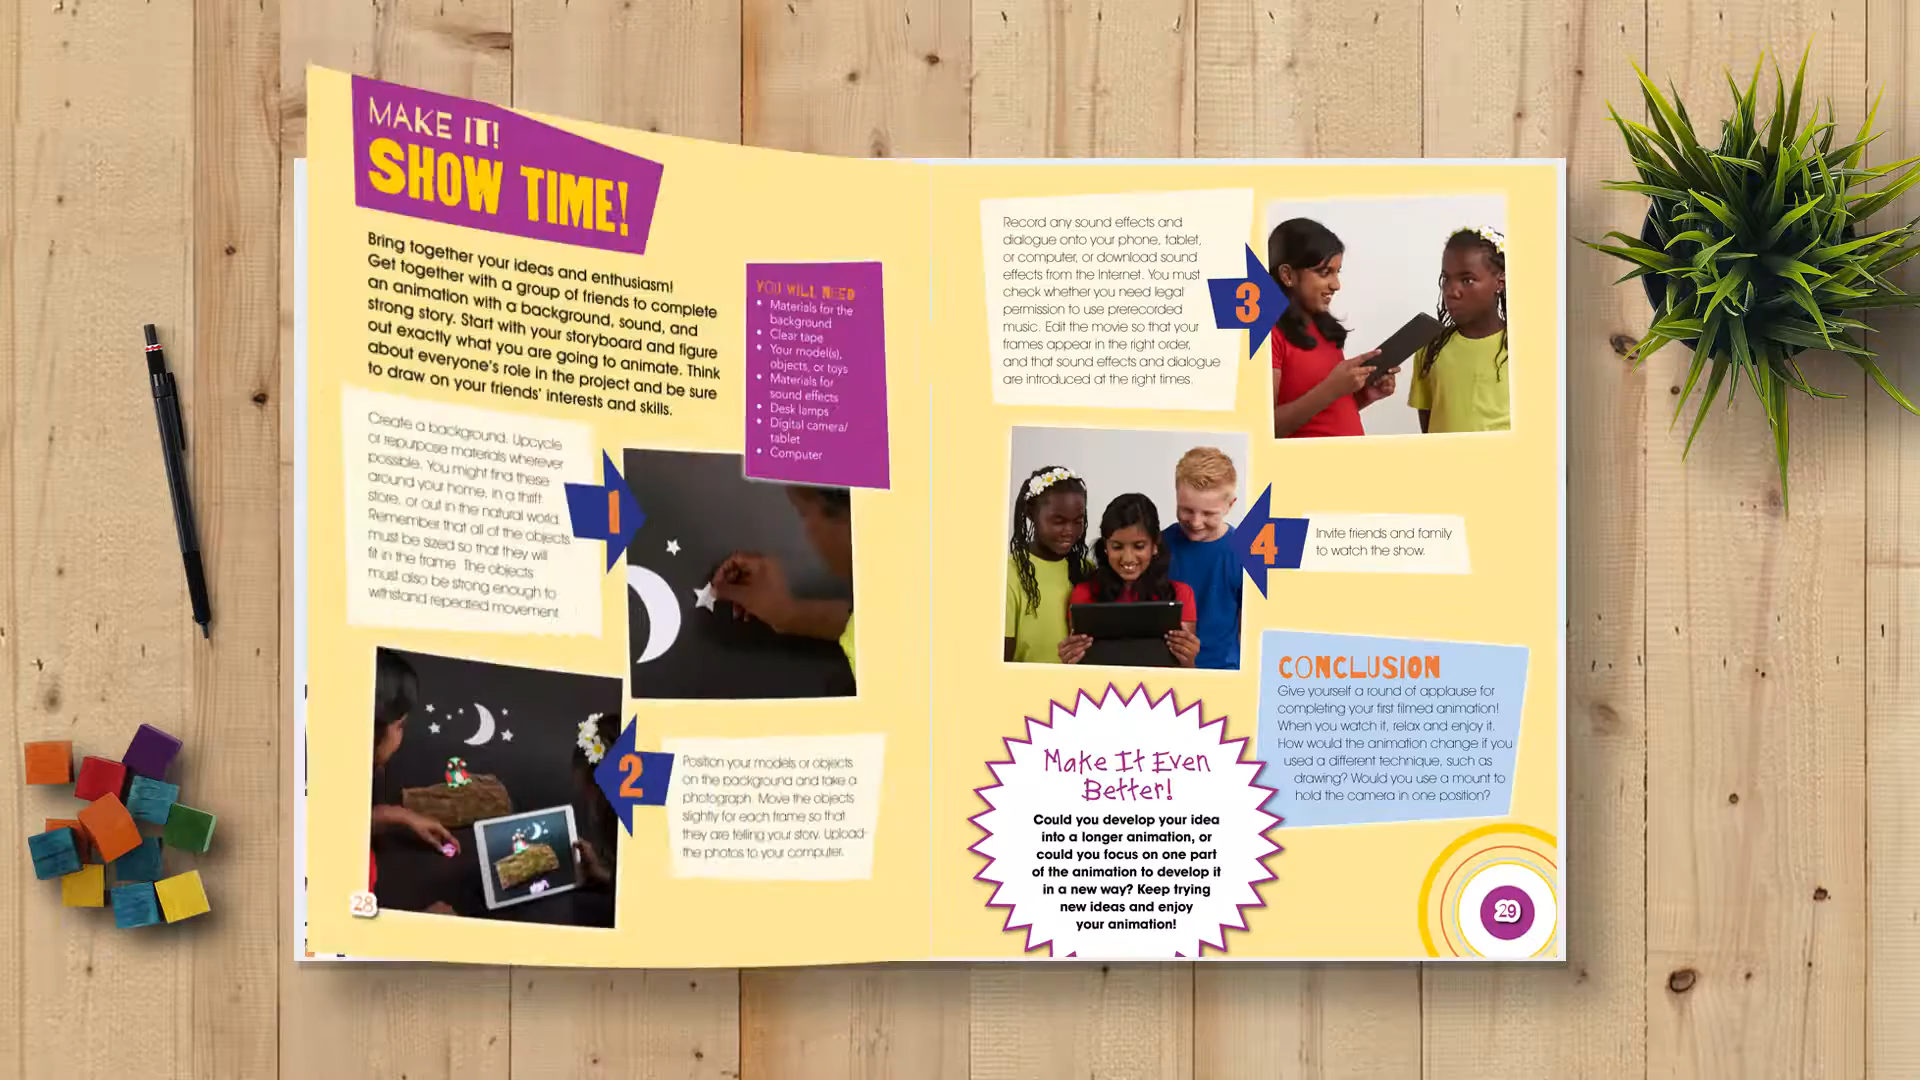 MAKE IT!
SHOW TIME!
Bring together your ideas and enthusiasm!
Get together with a group of friends to complete
an animation with a background, sound, and
strong story. Start with your storyboard and figure
out exactly what you are going to animate. Think
about everyone's role in the project and be sure
to draw on your friends' interests and skills.
YOU WILL NEED
• Materials for the
background
• Clear tape
• Your model(s),
objects, or toys
• Materials for
sound effects
• Desk lamps
• Digital camera/
tablet
• Computer
Create a background. Upcycle
or repurpose materials wherever
possible. You might find these
around your home, in a thrift
store, or out in the natural world.
Remember that all of the objects
must be sized so that they will
fit in the frame. The objects
must also be strong enough to
withstand repeated movement.
1
2
Position your models or objects
on the background and take a
photograph. Move the objects
slightly for each frame so that
they are telling your story. Upload
the photos to your computer.
28
Record any sound effects and
dialogue onto your phone, tablet,
or computer, or download sound
effects from the Internet. You must
check whether you need legal
permission to use prerecorded
music. Edit the movie so that your
frames appear in the right order,
and that sound effects and dialogue
are introduced at the right times.
3
4
Invite friends and family
to watch the show.
CONCLUSION
Give yourself a round of applause for
completing your first filmed animation!
When you watch it, relax and enjoy it.
How would the animation change if you
used a different technique, such as
drawing? Would you use a mount to
hold the camera in one position?
Make It Even
Better!
Could you develop your idea
into a longer animation, or
could you focus on one part
of the animation to develop it
in a new way? Keep trying
new ideas and enjoy
your animation!
29